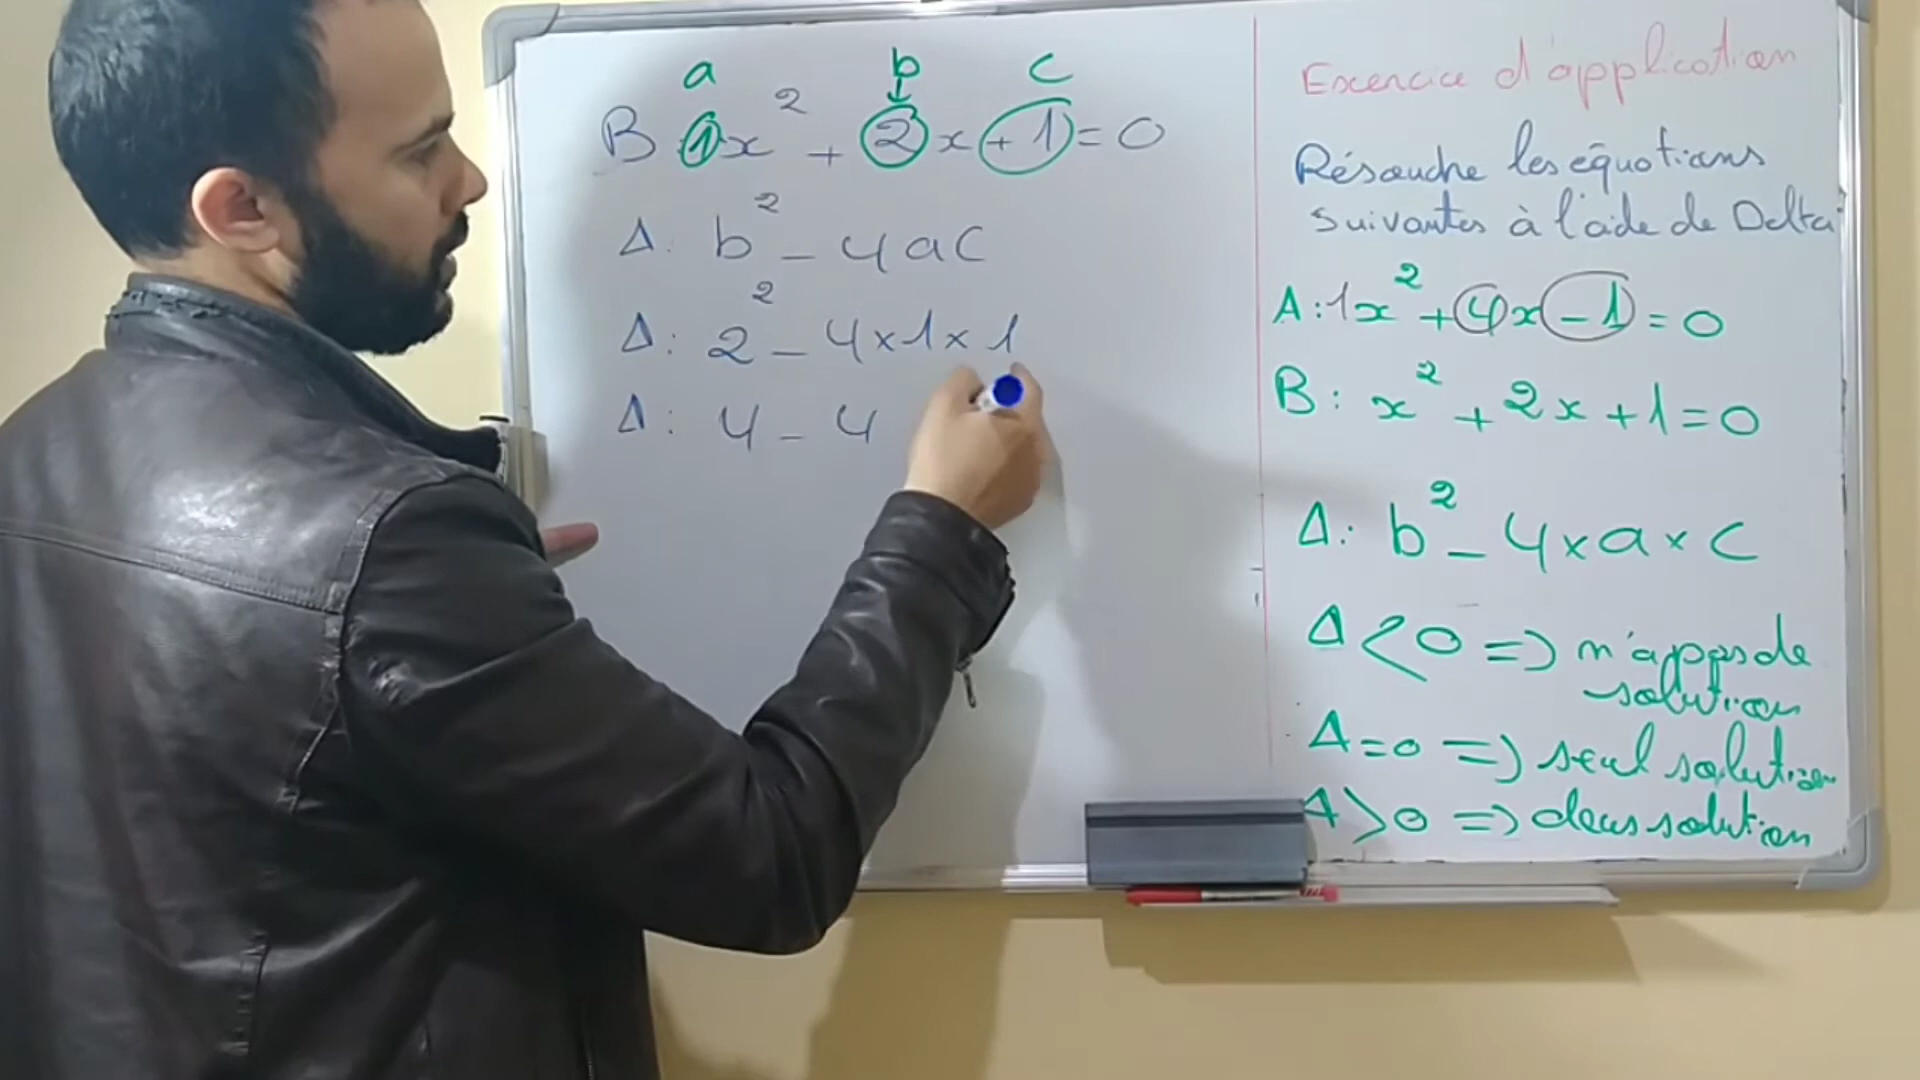 a b c
B 1x² + 2x + 1 = 0
Δ: b² - 4ac
Δ: 2² - 4×1×1
Δ: 4 - 4
Excercice d'application
Résoudre les équations
suivantes à l'aide de Delta
A: 1x² + 4x - 1 = 0
B: x² + 2x + 1 = 0
Δ: b² - 4×a×c
Δ < 0 => n'a pas de
solution
Δ = 0 => seul solution
Δ > 0 => deux solution